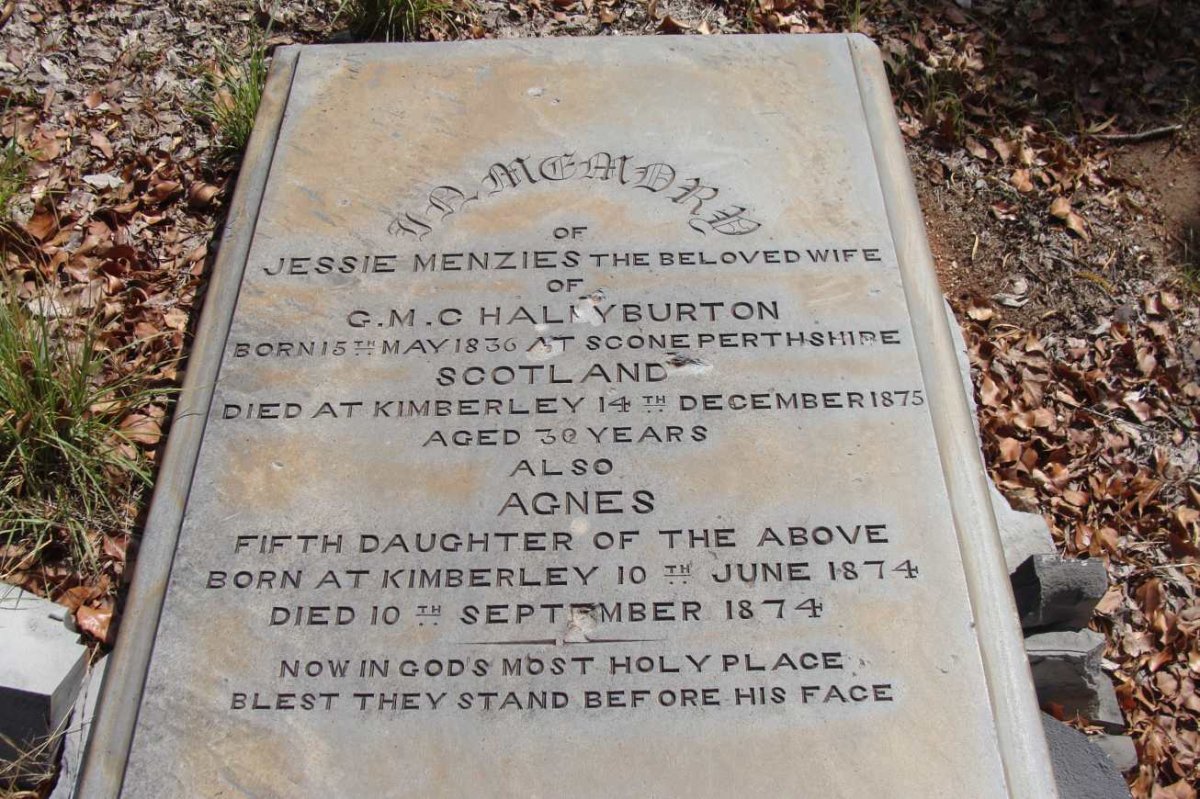 IN MEMORY
OF
JESSIE MENZIES THE BELOVED WIFE
OF
G.M.C HALLYBURTON
BORN 15TH MAY 1836 AT SCONE PERTHSHIRE
SCOTLAND
DIED AT KIMBERLEY 14TH DECEMBER 1875
AGED 39 YEARS
ALSO
AGNES
FIFTH DAUGHTER OF THE ABOVE
BORN AT KIMBERLEY 10TH JUNE 1874
DIED 10TH SEPTEMBER 1874
NOW IN GOD'S MOST HOLY PLACE
BLEST THEY STAND BEFORE HIS FACE